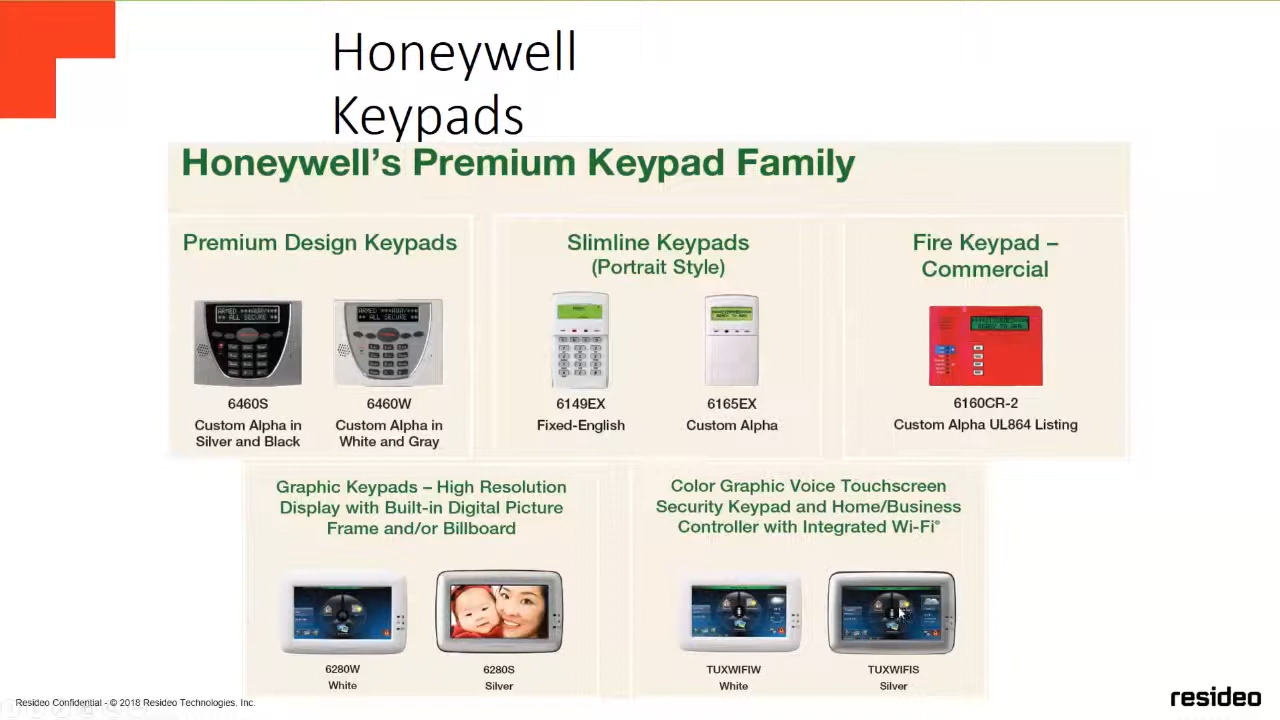 Honeywell
Keypads
Honeywell's Premium Keypad Family
Premium Design Keypads
6460S
Custom Alpha in
Silver and Black
6460W
Custom Alpha in
White and Gray
Slimline Keypads
(Portrait Style)
6149EX
Fixed-English
6165EX
Custom Alpha
Fire Keypad –
Commercial
6160CR-2
Custom Alpha UL864 Listing
Graphic Keypads – High Resolution
Display with Built-in Digital Picture
Frame and/or Billboard
6280W
White
6280S
Silver
Color Graphic Voice Touchscreen
Security Keypad and Home/Business
Controller with Integrated Wi-Fi®
TUXWIFIW
White
TUXWIFIS
Silver
Resideo Confidential - © 2018 Resideo Technologies, Inc.
resideo